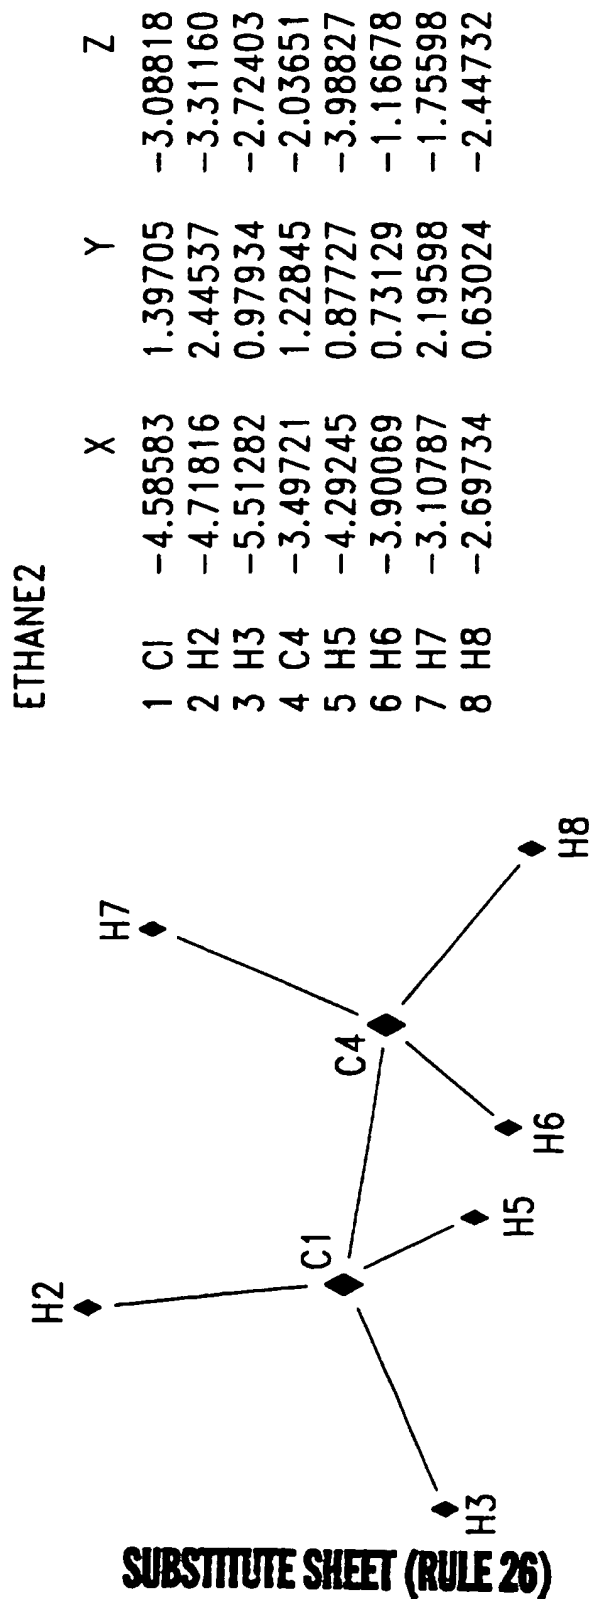 ETHANE2
X Y Z
1 Cl -4.58583 1.39705 -3.08818
2 H2 -4.71816 2.44537 -3.31160
3 H3 -5.51282 0.97934 -2.72403
4 C4 -3.49721 1.22845 -2.03651
5 H5 -4.29245 0.87727 -3.98827
6 H6 -3.90069 0.73129 -1.16678
7 H7 -3.10787 2.19598 -1.75598
8 H8 -2.69734 0.63024 -2.44732
H7
H2
C1
C4
H8
H5
H6
H3
SUBSTITUTE SHEET (RULE 26)